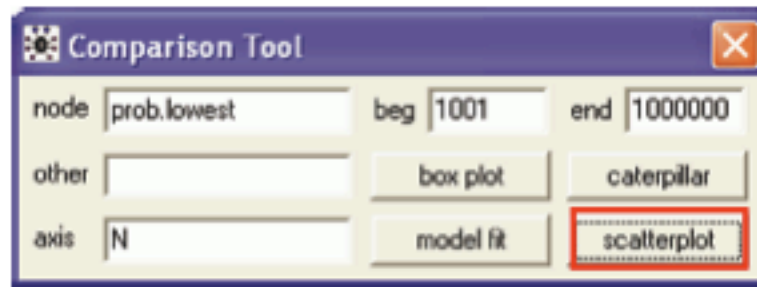 Comparison Tool
node prob.lowest beg 1001 end 1000000
other box plot caterpillar
axis N model fit scatterplot